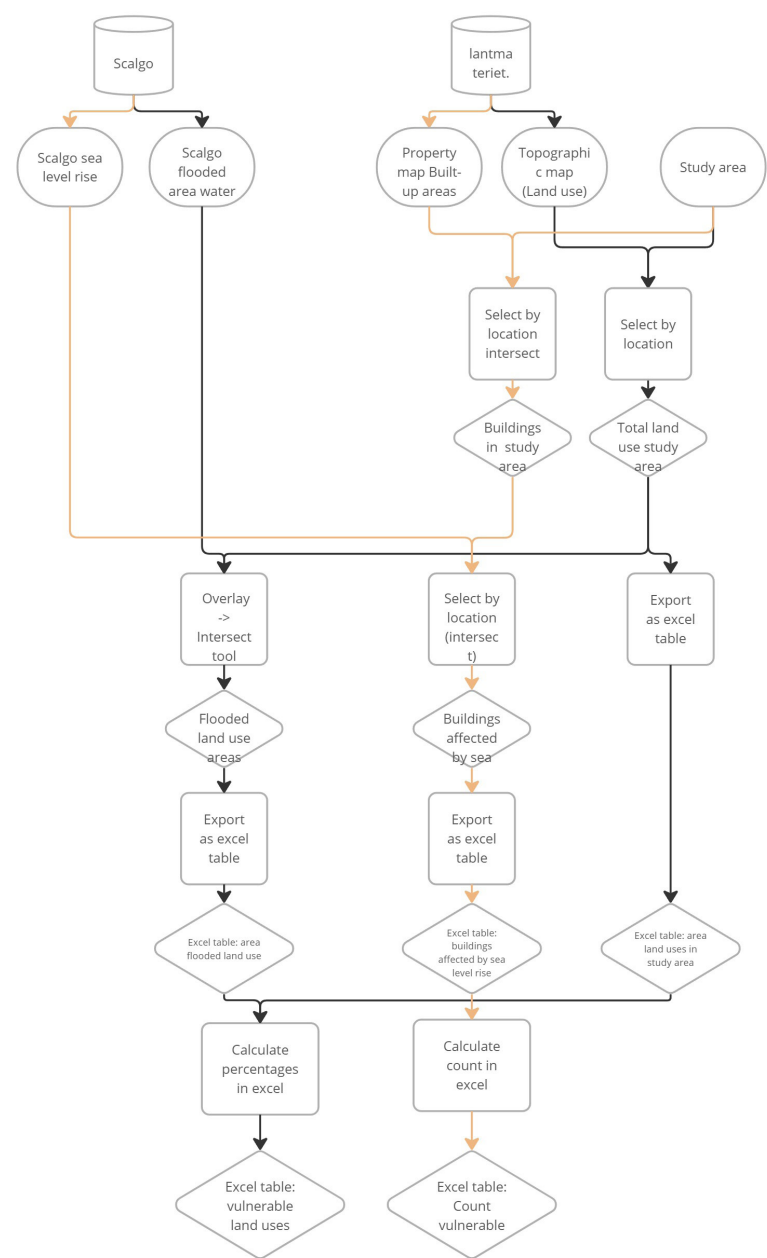 Scalgo
lantma
teriet.
Scalgo sea
level rise
Scalgo
flooded
area water
Property
map Built-
up areas
Topographi
c map
(Land use)
Study area
Select by
location
intersect
Select by
location
Buildings
in study
area
Total land
use study
area
Overlay
->
Intersect
tool
Select by
location
(intersec
t)
Export
as excel
table
Flooded
land use
areas
Buildings
affected
by sea
Export
as excel
table
Export
as excel
table
Excel table: area
flooded land use
Excel table:
buildings
affected by sea
level rise
Excel table: area
land uses in
study area
Calculate
percentages
in excel
Calculate
count in
excel
Excel table:
vulnerable
land uses
Excel table:
Count
vulnerable